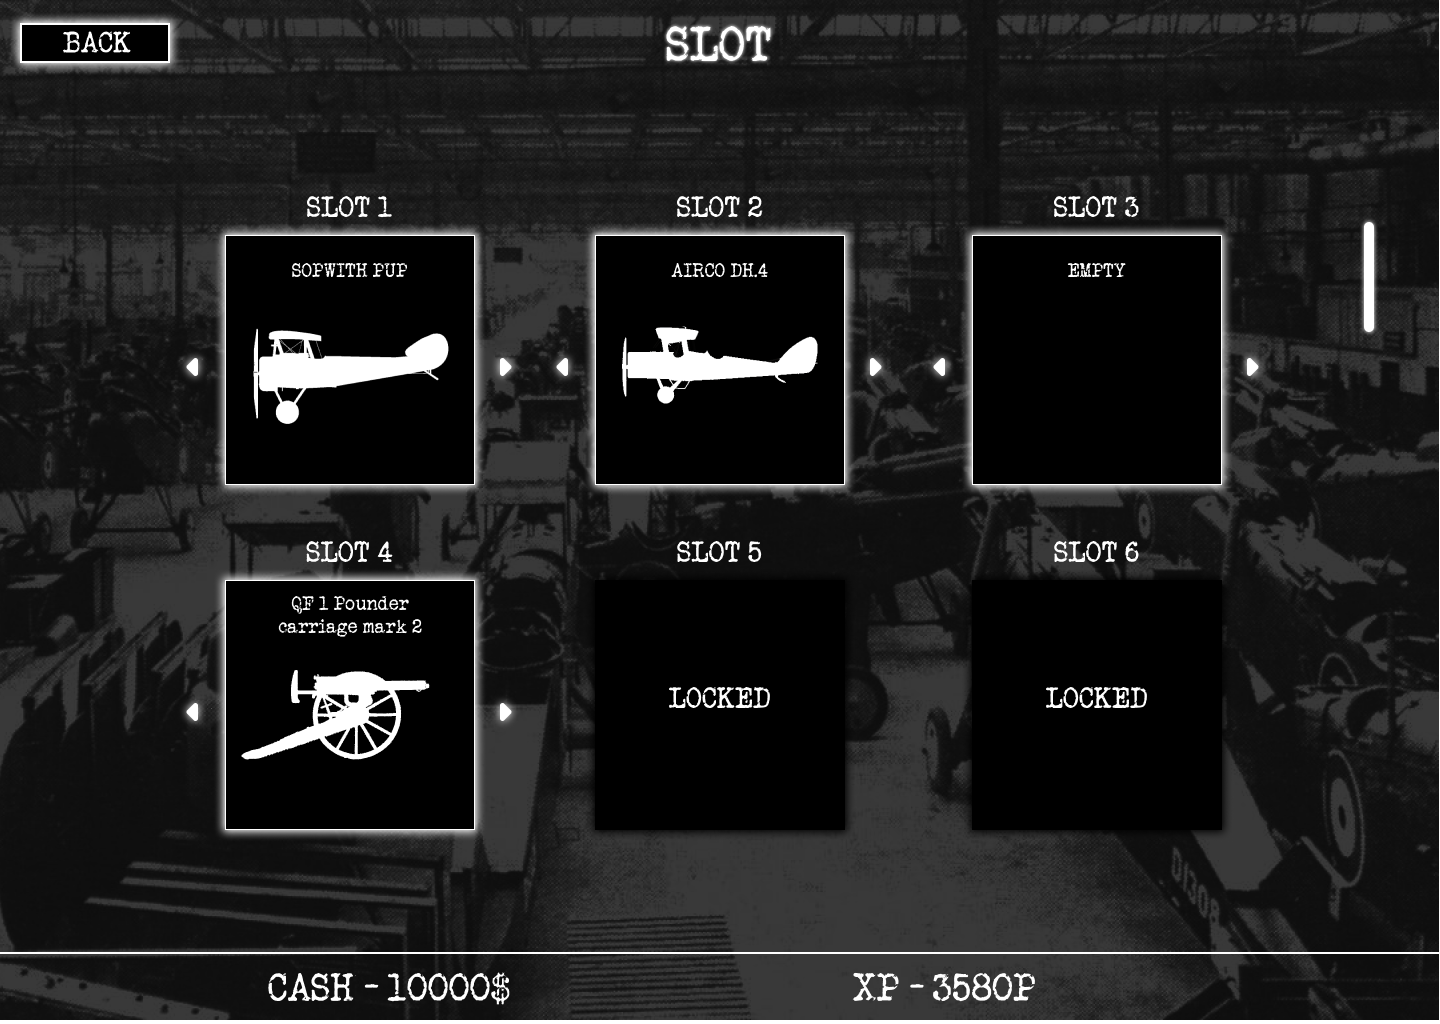 BACK
SLOT
SLOT 1
SLOT 2
SLOT 3
SOPWITH PUP
AIRCO DH.4
EMPTY
SLOT 4
SLOT 5
SLOT 6
QF 1 Pounder
carriage mark 2
LOCKED
LOCKED
D1308
CASH - 10000$
XP - 3580P